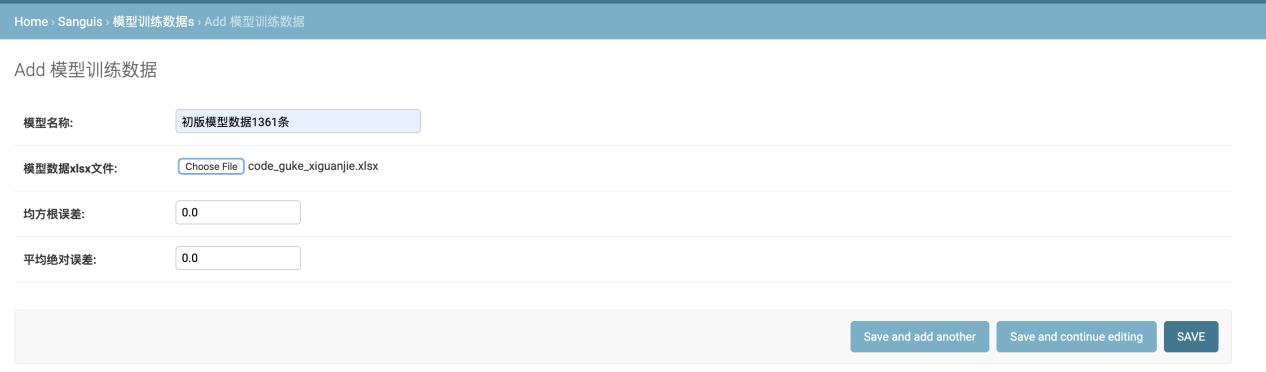 Home › Sanguis › 模型训练数据s › Add 模型训练数据
Add 模型训练数据
模型名称: 初版模型数据1361条
模型数据xlsx文件: Choose File code_guke_xiguanjie.xlsx
均方根误差: 0.0
平均绝对误差: 0.0
Save and add another Save and continue editing SAVE